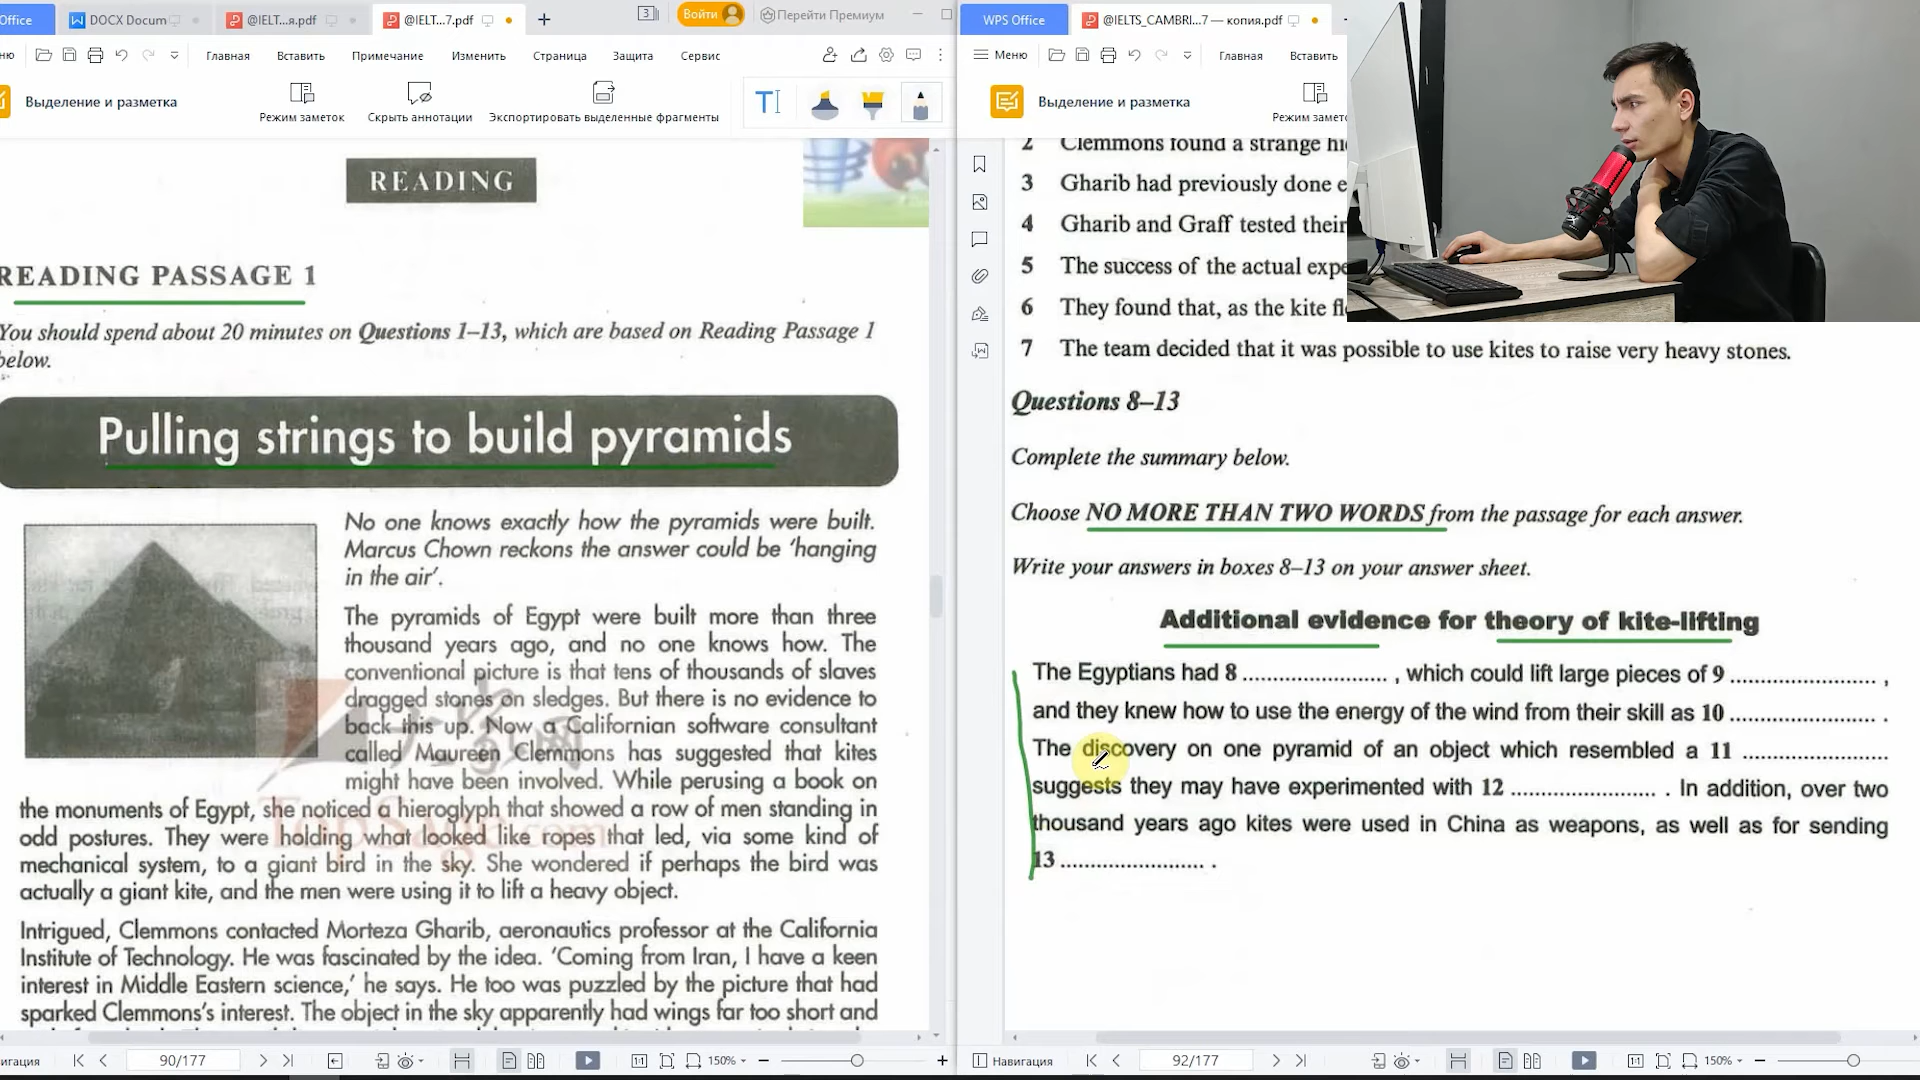 Office
DOCX Docum
@IELT...я.pdf
@IELT...7.pdf
3
Войти
Перейти Премиум
ню
Главная
Вставить
Примечание
Изменить
Страница
Защита
Сервис
Выделение и разметка
Режим заметок
Скрыть аннотации
Экспортировать выделенные фрагменты
READING
READING PASSAGE 1
You should spend about 20 minutes on Questions 1–13, which are based on Reading Passage 1
below.
Pulling strings to build pyramids
No one knows exactly how the pyramids were built.
Marcus Chown reckons the answer could be ‘hanging
in the air’.
The pyramids of Egypt were built more than three
thousand years ago, and no one knows how. The
conventional picture is that tens of thousands of slaves
dragged stones on sledges. But there is no evidence to
back this up. Now a Californian software consultant
called Maureen Clemmons has suggested that kites
might have been involved. While perusing a book on
the monuments of Egypt, she noticed a hieroglyph that showed a row of men standing in
odd postures. They were holding what looked like ropes that led, via some kind of
mechanical system, to a giant bird in the sky. She wondered if perhaps the bird was
actually a giant kite, and the men were using it to lift a heavy object.
Intrigued, Clemmons contacted Morteza Gharib, aeronautics professor at the California
Institute of Technology. He was fascinated by the idea. ‘Coming from Iran, I have a keen
interest in Middle Eastern science,’ he says. He too was puzzled by the picture that had
sparked Clemmons’s interest. The object in the sky apparently had wings far too short and
TopSage.com
вигация
90/177
150%
WPS Office
@IELTS_CAMBRI...7 — копия.pdf
Меню
Главная
Вставить
Выделение и разметка
Режим замето
2 Clemmons found a strange hi
3 Gharib had previously done e
4 Gharib and Graff tested their
5 The success of the actual expe
6 They found that, as the kite fl
7 The team decided that it was possible to use kites to raise very heavy stones.
Questions 8–13
Complete the summary below.
Choose NO MORE THAN TWO WORDS from the passage for each answer.
Write your answers in boxes 8–13 on your answer sheet.
Additional evidence for theory of kite-lifting
The Egyptians had 8 ........................ , which could lift large pieces of 9 ........................ ,
and they knew how to use the energy of the wind from their skill as 10 ........................ .
The discovery on one pyramid of an object which resembled a 11 ........................
suggests they may have experimented with 12 ........................ . In addition, over two
thousand years ago kites were used in China as weapons, as well as for sending
13 ........................ .
Навигация
92/177
150%